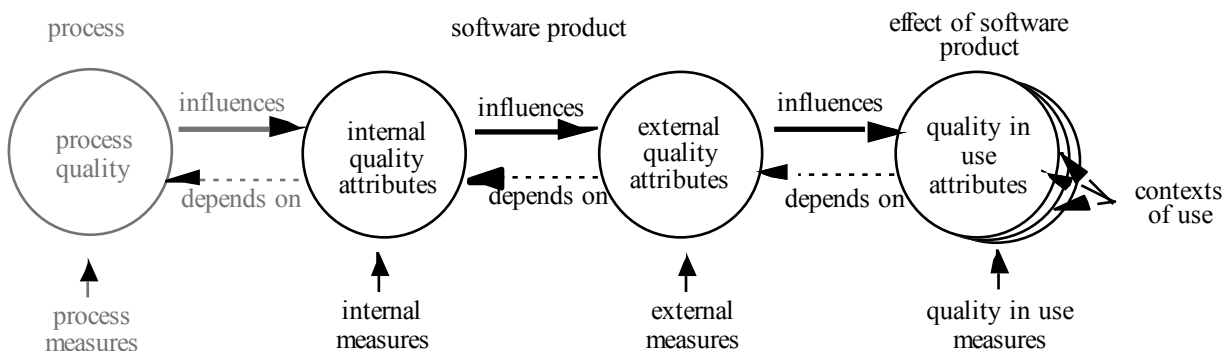 process
software product
effect of software
product
influences
influences
influences
process
quality
internal
quality
attributes
external
quality
attributes
quality in
use
attributes
depends on
depends on
depends on
contexts
of use
process
measures
internal
measures
external
measures
quality in use
measures